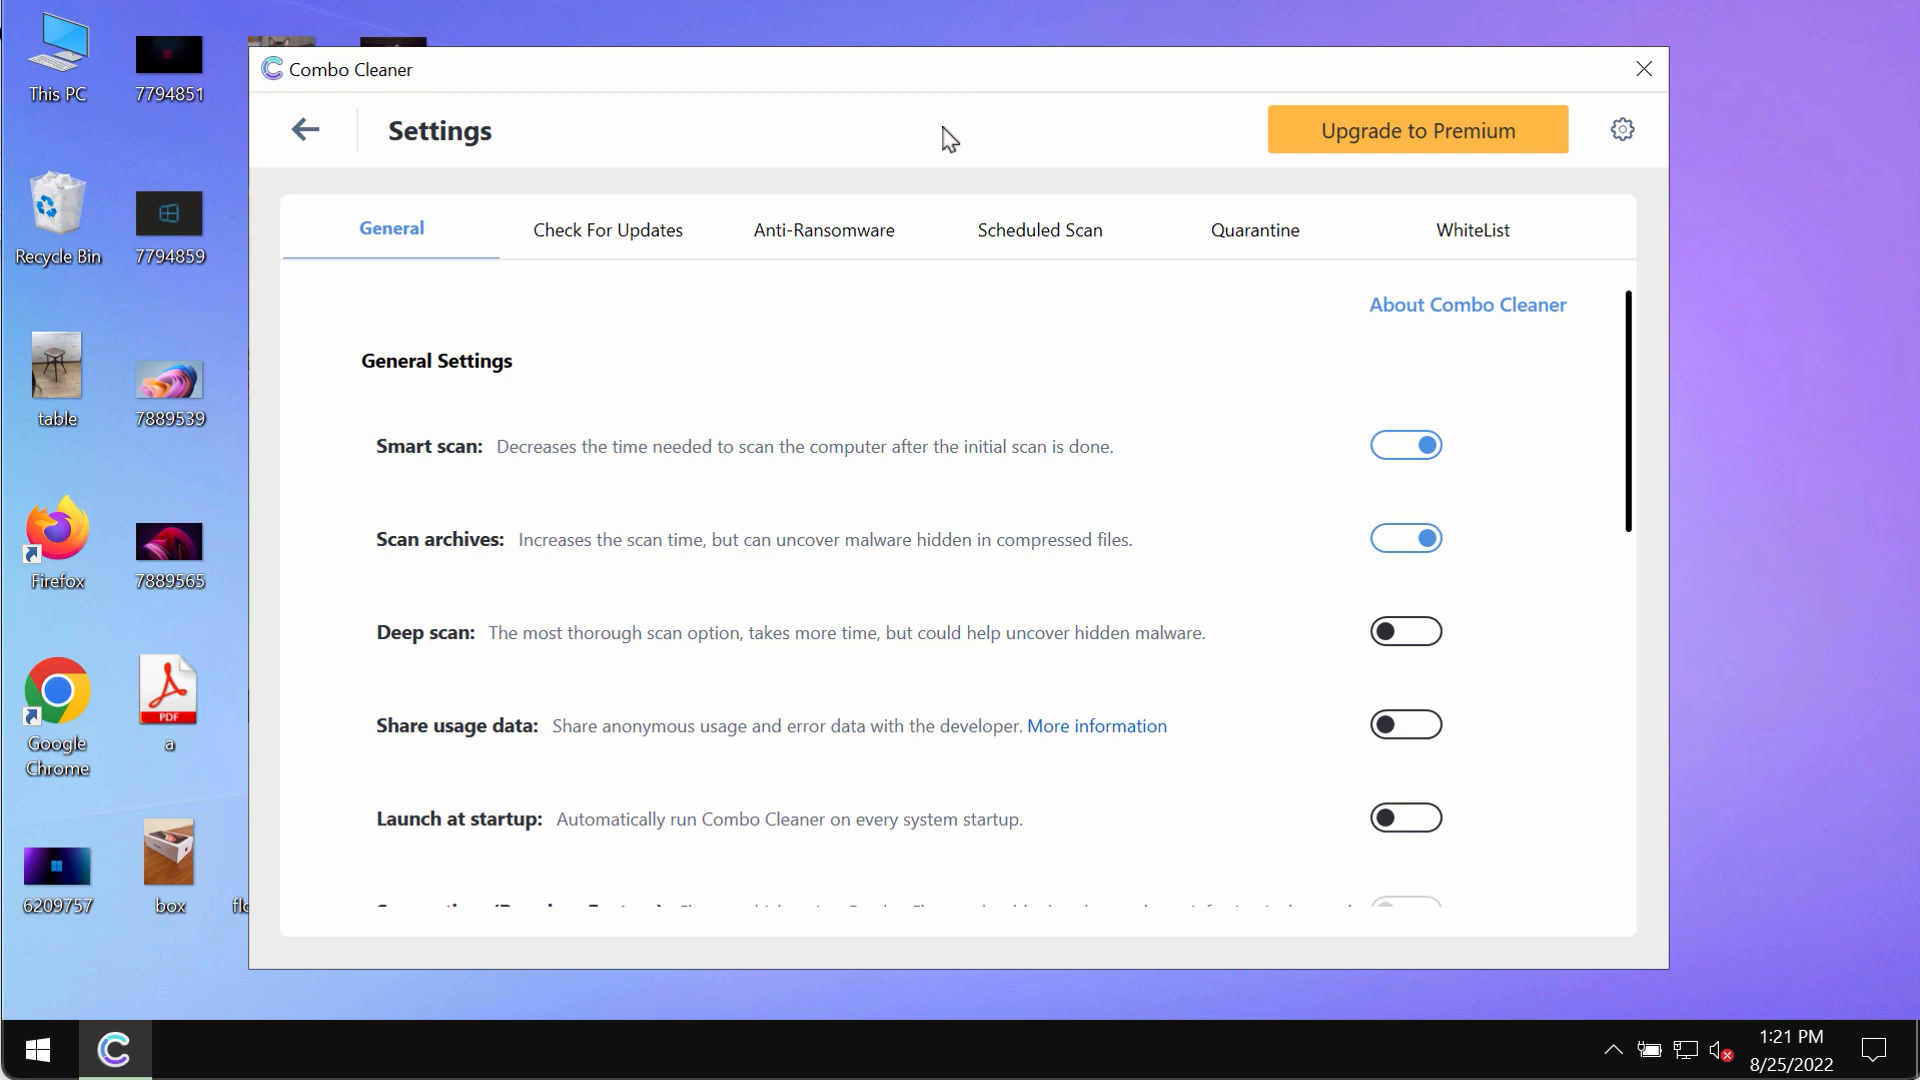 This PC
7794851
Recycle Bin
7794859
table
7889539
Firefox
7889565
Google
Chrome
PDF
a
6209757
box
Combo Cleaner
Settings
Upgrade to Premium
General
Check For Updates
Anti-Ransomware
Scheduled Scan
Quarantine
WhiteList
About Combo Cleaner
General Settings
Smart scan: Decreases the time needed to scan the computer after the initial scan is done.
Scan archives: Increases the scan time, but can uncover malware hidden in compressed files.
Deep scan: The most thorough scan option, takes more time, but could help uncover hidden malware.
Share usage data: Share anonymous usage and error data with the developer. More information
Launch at startup: Automatically run Combo Cleaner on every system startup.
1:21 PM
8/25/2022